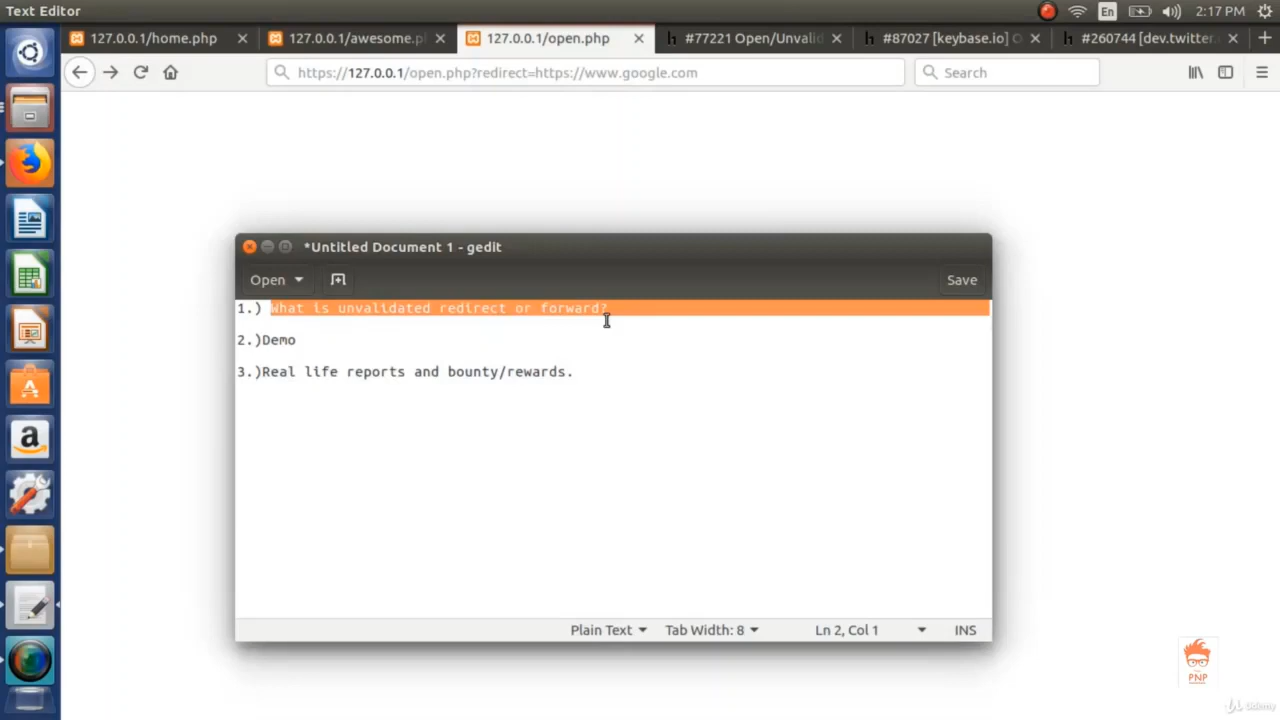 Text Editor
En
2:17 PM
127.0.0.1/home.php
127.0.0.1/awesome.p
127.0.0.1/open.php
#77221 Open/Unvalid
#87027 [keybase.io] O
#260744 [dev.twitter.
https://127.0.0.1/open.php?redirect=https://www.google.com
Search
*Untitled Document 1 - gedit
Open
Save
1.) What is unvalidated redirect or forward?
2.)Demo
3.)Real life reports and bounty/rewards.
Plain Text
Tab Width: 8
Ln 2, Col 1
INS
PNP
Udemy